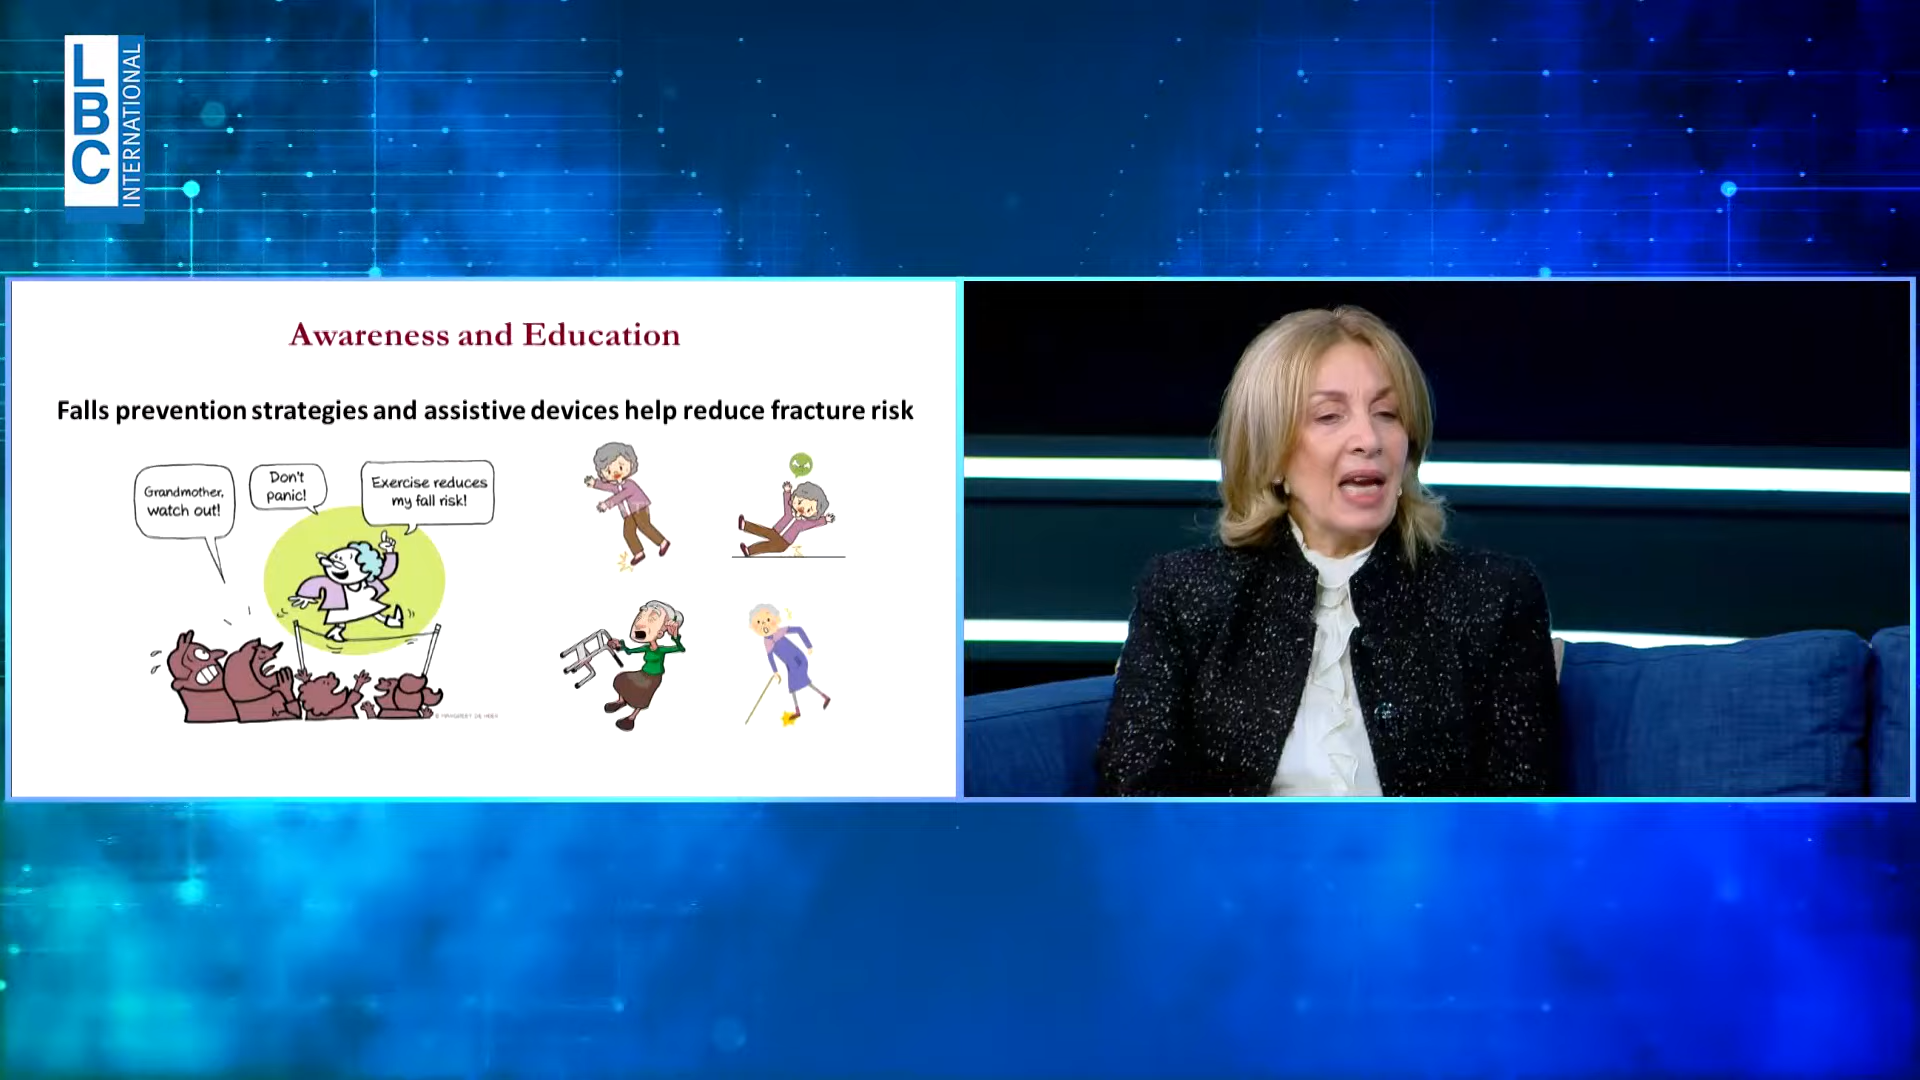 LBC
INTERNATIONAL
Awareness and Education
Falls prevention strategies and assistive devices help reduce fracture risk
Grandmother,
watch out!
Don't
panic!
Exercise reduces
my fall risk!